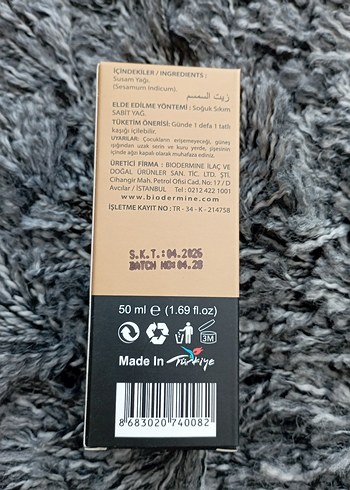 İÇİNDEKİLER / INGREDIENTS :
Susam Yağı.
(Sesamum Indicum).
زيت السمسم
ELDE EDİLME YÖNTEMİ : Soğuk Sıkım
SABİT YAĞ.
TÜKETİM ÖNERİSİ: Günde 1 defa 1 tatlı
kaşığı içilebilir.
UYARILAR: Çocukların erişemeyeceği, güneş
ışığından uzak serin ve kuru yerde, şişesinin
içinde ağzı kapalı olarak muhafaza ediniz.
ÜRETİCİ FİRMA : BIODERMINE İLAÇ VE
DOĞAL ÜRÜNLER SAN. TİC. LTD. ŞTİ.
Cihangir Mah. Petrol Ofisi Cad. No: 17 / D
Avcılar / İSTANBUL Tel : 0212 422 1001
www.biodermine.com
İŞLETME KAYIT NO : TR - 34 - K - 214758
S.K.T.:04.2026
BATCH NO:04.20
50 ml e (1.69 fl.oz)
3M
Made In Türkiye
8 683020 740082